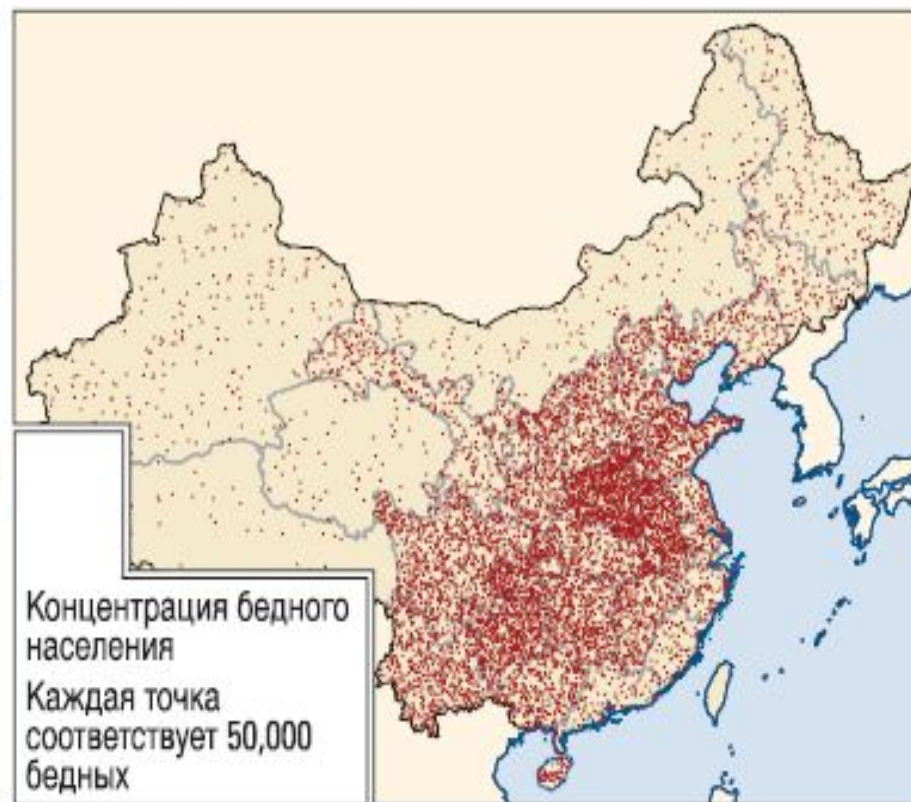 Концентрация бедного
населения
Каждая точка
соответствует 50,000
бедных